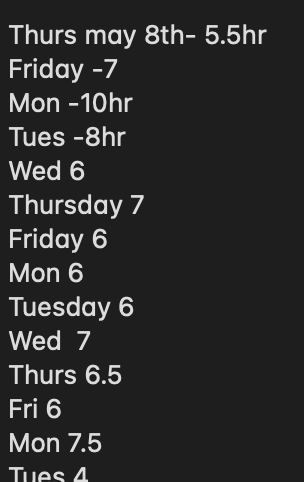 Thurs may 8th- 5.5hr
Friday -7
Mon -10hr
Tues -8hr
Wed 6
Thursday 7
Friday 6
Mon 6
Tuesday 6
Wed  7
Thurs 6.5
Fri 6
Mon 7.5
Tues 4